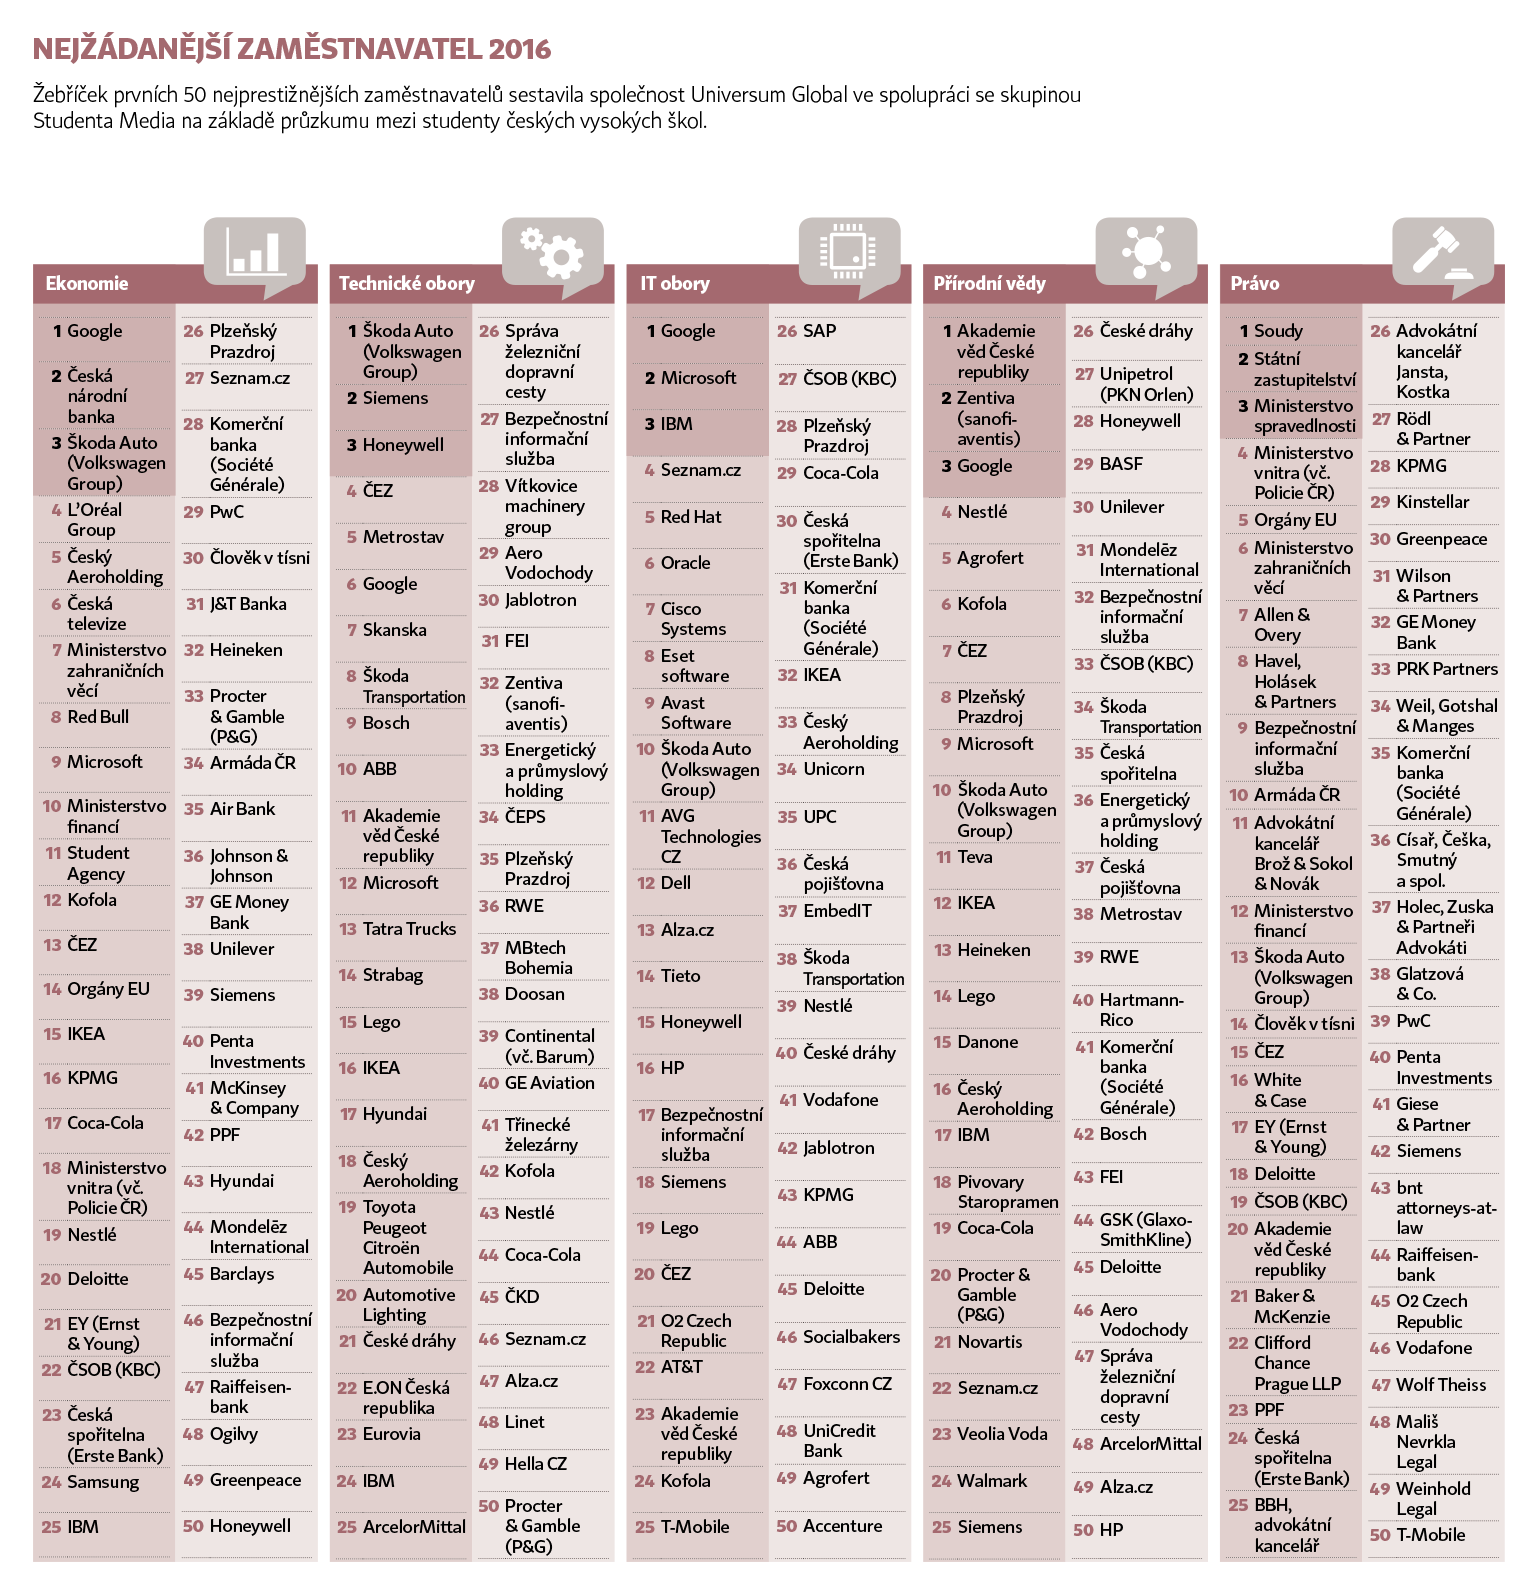 NEJŽÁDANĚJŠÍ ZAMĚSTNAVATEL 2016
Žebříček prvních 50 nejprestižnějších zaměstnavatelů sestavila společnost Universum Global ve spolupráci se skupinou
Studenta Media na základě průzkumu mezi studenty českých vysokých škol.
Ekonomie
1 Google
2 Česká
národní
banka
3 Škoda Auto
(Volkswagen
Group)
4 L’Oréal
Group
5 Český
Aeroholding
6 Česká
televize
7 Ministerstvo
zahraničních
věcí
8 Red Bull
9 Microsoft
10 Ministerstvo
financí
11 Student
Agency
12 Kofola
13 ČEZ
14 Orgány EU
15 IKEA
16 KPMG
17 Coca-Cola
18 Ministerstvo
vnitra (vč.
Policie ČR)
19 Nestlé
20 Deloitte
21 EY (Ernst
& Young)
22 ČSOB (KBC)
23 Česká
spořitelna
(Erste Bank)
24 Samsung
25 IBM
26 Plzeňský
Prazdroj
27 Seznam.cz
28 Komerční
banka
(Société
Générale)
29 PwC
30 Člověk v tísni
31 J&T Banka
32 Heineken
33 Procter
& Gamble
(P&G)
34 Armáda ČR
35 Air Bank
36 Johnson &
Johnson
37 GE Money
Bank
38 Unilever
39 Siemens
40 Penta
Investments
41 McKinsey
& Company
42 PPF
43 Hyundai
44 Mondelēz
International
45 Barclays
46 Bezpečnostní
informační
služba
47 Raiffeisen-
bank
48 Ogilvy
49 Greenpeace
50 Honeywell
Technické obory
1 Škoda Auto
(Volkswagen
Group)
2 Siemens
3 Honeywell
4 ČEZ
5 Metrostav
6 Google
7 Skanska
8 Škoda
Transportation
9 Bosch
10 ABB
11 Akademie
věd České
republiky
12 Microsoft
13 Tatra Trucks
14 Strabag
15 Lego
16 IKEA
17 Hyundai
18 Český
Aeroholding
19 Toyota
Peugeot
Citroën
Automobile
20 Automotive
Lighting
21 České dráhy
22 E.ON Česká
republika
23 Eurovia
24 IBM
25 ArcelorMittal
26 Správa
železniční
dopravní
cesty
27 Bezpečnostní
informační
služba
28 Vítkovice
machinery
group
29 Aero
Vodochody
30 Jablotron
31 FEI
32 Zentiva
(sanofi-
aventis)
33 Energetický
a průmyslový
holding
34 ČEPS
35 Plzeňský
Prazdroj
36 RWE
37 MBtech
Bohemia
38 Doosan
39 Continental
(vč. Barum)
40 GE Aviation
41 Třinecké
železárny
42 Kofola
43 Nestlé
44 Coca-Cola
45 ČKD
46 Seznam.cz
47 Alza.cz
48 Linet
49 Hella CZ
50 Procter
& Gamble
(P&G)
IT obory
1 Google
2 Microsoft
3 IBM
4 Seznam.cz
5 Red Hat
6 Oracle
7 Cisco
Systems
8 Eset
software
9 Avast
Software
10 Škoda Auto
(Volkswagen
Group)
11 AVG
Technologies
CZ
12 Dell
13 Alza.cz
14 Tieto
15 Honeywell
16 HP
17 Bezpečnostní
informační
služba
18 Siemens
19 Lego
20 ČEZ
21 O2 Czech
Republic
22 AT&T
23 Akademie
věd České
republiky
24 Kofola
25 T-Mobile
26 SAP
27 ČSOB (KBC)
28 Plzeňský
Prazdroj
29 Coca-Cola
30 Česká
spořitelna
(Erste Bank)
31 Komerční
banka
(Société
Générale)
32 IKEA
33 Český
Aeroholding
34 Unicorn
35 UPC
36 Česká
pojišťovna
37 EmbedIT
38 Škoda
Transportation
39 Nestlé
40 České dráhy
41 Vodafone
42 Jablotron
43 KPMG
44 ABB
45 Deloitte
46 Socialbakers
47 Foxconn CZ
48 UniCredit
Bank
49 Agrofert
50 Accenture
Přírodní vědy
1 Akademie
věd České
republiky
2 Zentiva
(sanofi-
aventis)
3 Google
4 Nestlé
5 Agrofert
6 Kofola
7 ČEZ
8 Plzeňský
Prazdroj
9 Microsoft
10 Škoda Auto
(Volkswagen
Group)
11 Teva
12 IKEA
13 Heineken
14 Lego
15 Danone
16 Český
Aeroholding
17 IBM
18 Pivovary
Staropramen
19 Coca-Cola
20 Procter &
Gamble
(P&G)
21 Novartis
22 Seznam.cz
23 Veolia Voda
24 Walmark
25 Siemens
26 České dráhy
27 Unipetrol
(PKN Orlen)
28 Honeywell
29 BASF
30 Unilever
31 Mondelēz
International
32 Bezpečnostní
informační
služba
33 ČSOB (KBC)
34 Škoda
Transportation
35 Česká
spořitelna
36 Energetický
a průmyslový
holding
37 Česká
pojišťovna
38 Metrostav
39 RWE
40 Hartmann-
Rico
41 Komerční
banka
(Société
Générale)
42 Bosch
43 FEI
44 GSK (Glaxo-
SmithKline)
45 Deloitte
46 Aero
Vodochody
47 Správa
železniční
dopravní
cesty
48 ArcelorMittal
49 Alza.cz
50 HP
Právo
1 Soudy
2 Státní
zastupitelství
3 Ministerstvo
spravedlnosti
4 Ministerstvo
vnitra (vč.
Policie ČR)
5 Orgány EU
6 Ministerstvo
zahraničních
věcí
7 Allen &
Overy
8 Havel,
Holásek
& Partners
9 Bezpečnostní
informační
služba
10 Armáda ČR
11 Advokátní
kancelář
Brož & Sokol
& Novák
12 Ministerstvo
financí
13 Škoda Auto
(Volkswagen
Group)
14 Člověk v tísni
15 ČEZ
16 White
& Case
17 EY (Ernst
& Young)
18 Deloitte
19 ČSOB (KBC)
20 Akademie
věd České
republiky
21 Baker &
McKenzie
22 Clifford
Chance
Prague LLP
23 PPF
24 Česká
spořitelna
(Erste Bank)
25 BBH,
advokátní
kancelář
26 Advokátní
kancelář
Jansta,
Kostka
27 Rödl
& Partner
28 KPMG
29 Kinstellar
30 Greenpeace
31 Wilson
& Partners
32 GE Money
Bank
33 PRK Partners
34 Weil, Gotshal
& Manges
35 Komerční
banka
(Société
Générale)
36 Císař, Češka,
Smutný
a spol.
37 Holec, Zuska
& Partneři
Advokáti
38 Glatzová
& Co.
39 PwC
40 Penta
Investments
41 Giese
& Partner
42 Siemens
43 bnt
attorneys-at-
law
44 Raiffeisen-
bank
45 O2 Czech
Republic
46 Vodafone
47 Wolf Theiss
48 Mališ
Nevrkla
Legal
49 Weinhold
Legal
50 T-Mobile